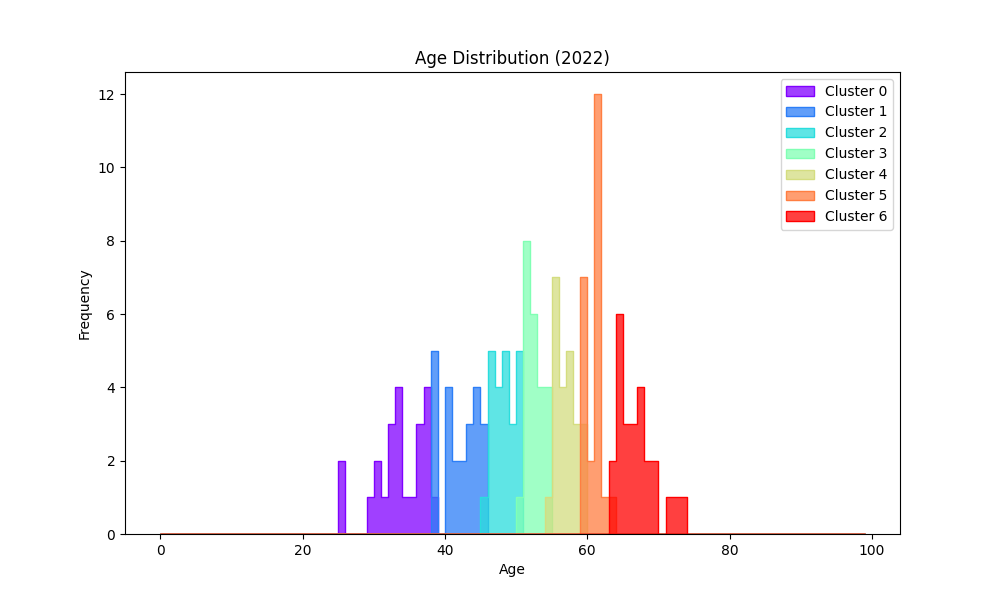 Age Distribution (2022)
Cluster 0
Cluster 1
Cluster 2
Cluster 3
Cluster 4
Cluster 5
Cluster 6
Frequency
12
10
8
6
4
2
0
0 20 40 60 80 100
Age